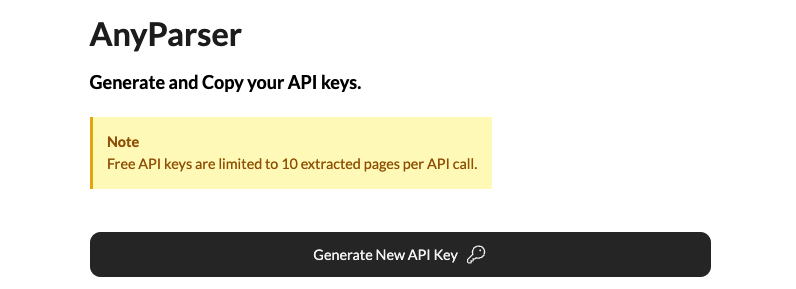 AnyParser
Generate and Copy your API keys.
Note
Free API keys are limited to 10 extracted pages per API call.
Generate New API Key